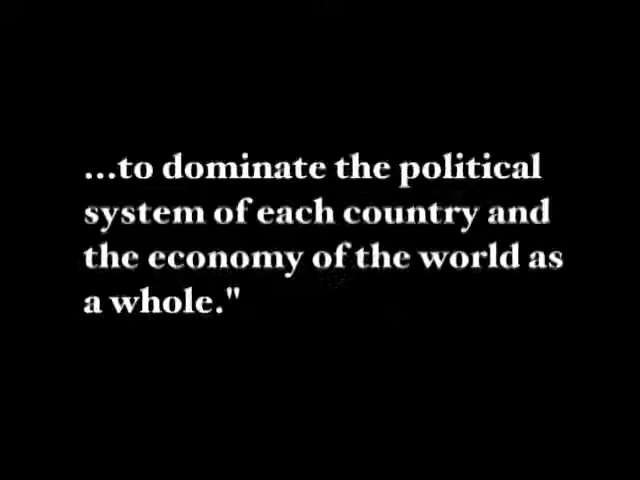 ...to dominate the political
system of each country and
the economy of the world as
a whole."